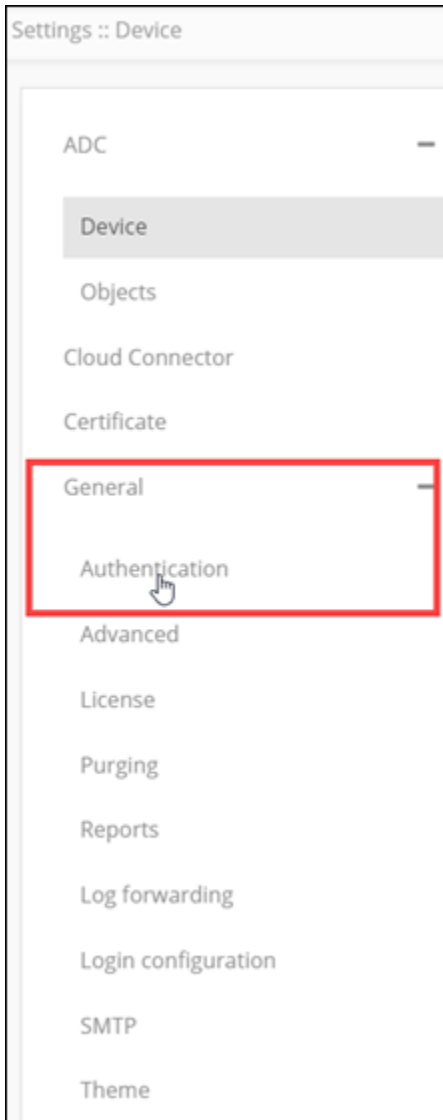 Settings :: Device
ADC
Device
Objects
Cloud Connector
Certificate
General
Authentication
Advanced
License
Purging
Reports
Log forwarding
Login configuration
SMTP
Theme